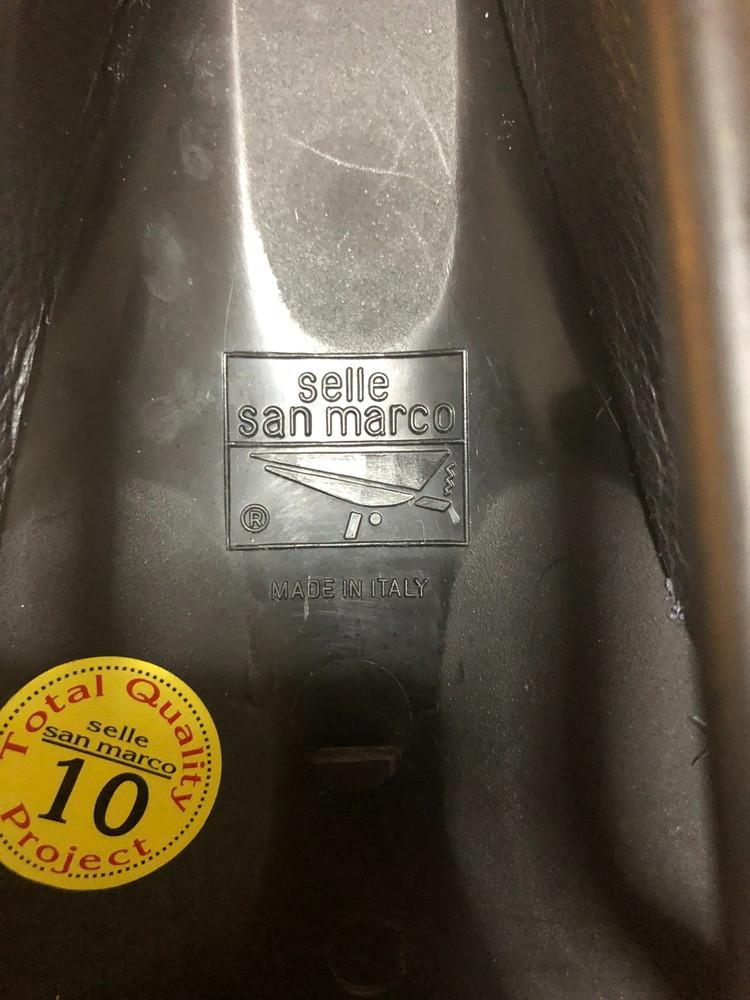 selle
san marco
®
MADE IN ITALY
Total Quality
selle
san marco
10
Project